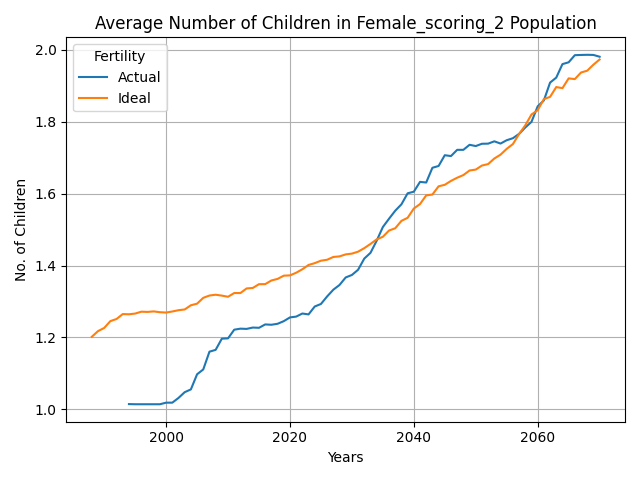 Average Number of Children in Female_scoring_2 Population
Fertility
Actual
Ideal
No. of Children
2.0
1.8
1.6
1.4
1.2
1.0
2000 2020 2040 2060
Years